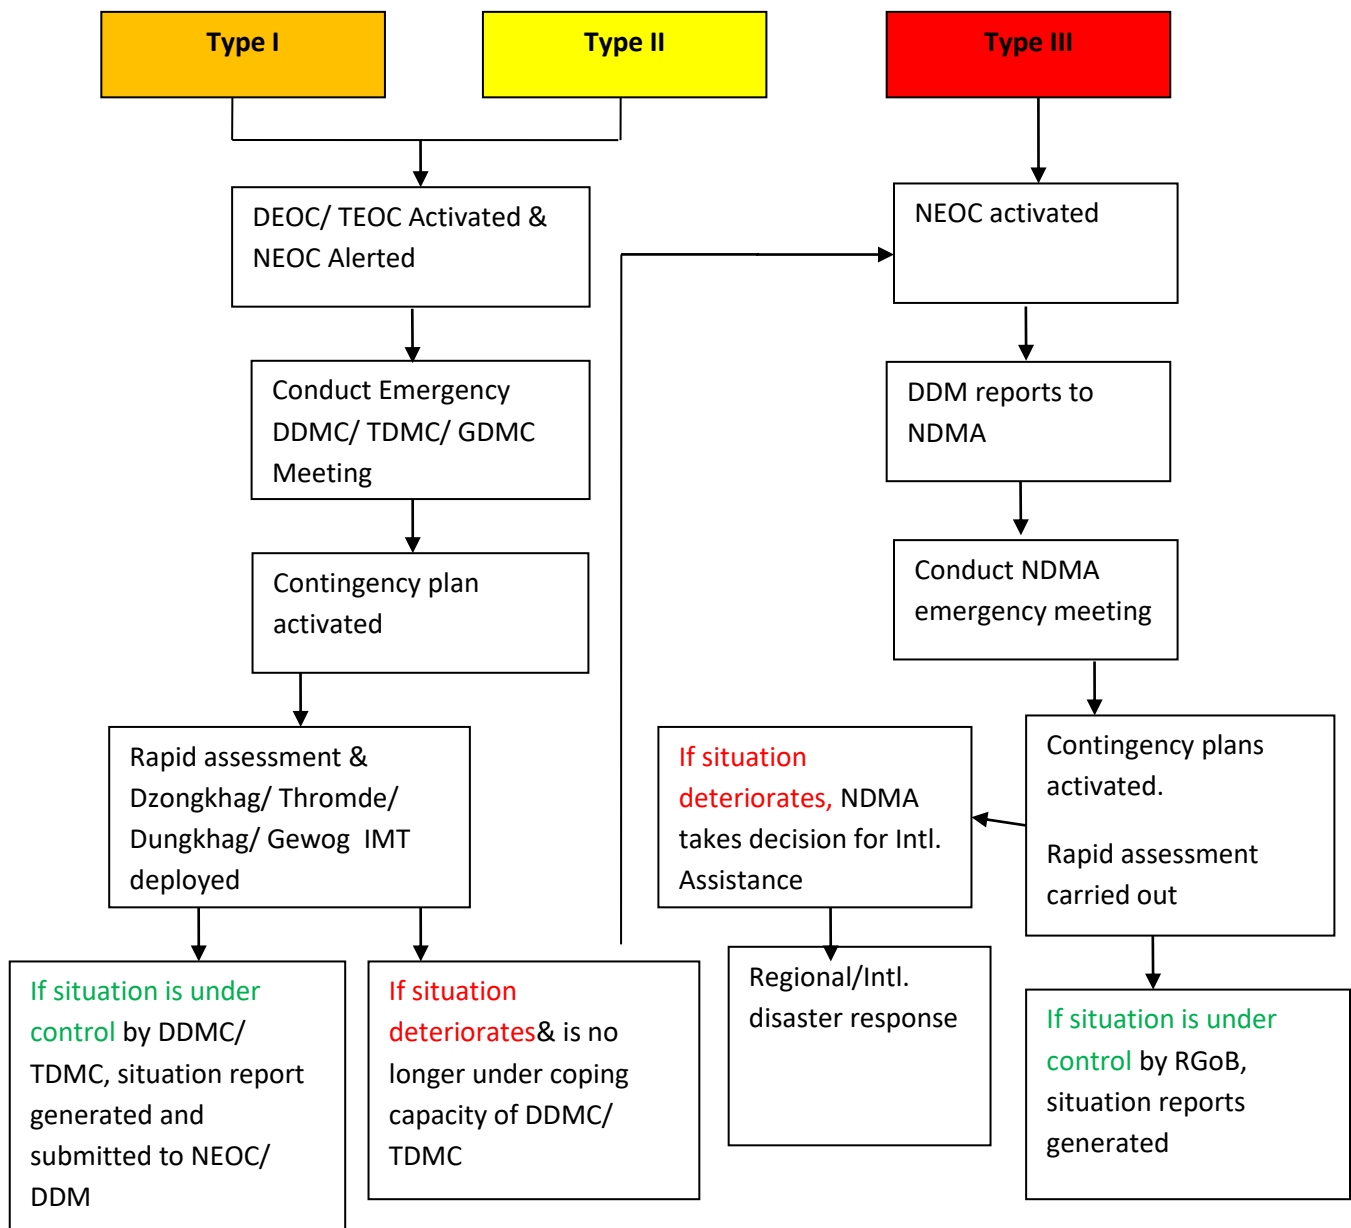 Type I
Type II
Type III
DEOC/ TEOC Activated &
NEOC Alerted
Conduct Emergency
DDMC/ TDMC/ GDMC
Meeting
Contingency plan
activated
Rapid assessment &
Dzongkhag/ Thromde/
Dungkhag/ Gewog IMT
deployed
If situation is under
control by DDMC/
TDMC, situation report
generated and
submitted to NEOC/
DDM
If situation
deteriorates& is no
longer under coping
capacity of DDMC/
TDMC
NEOC activated
DDM reports to
NDMA
Conduct NDMA
emergency meeting
Contingency plans
activated.
Rapid assessment
carried out
If situation
deteriorates, NDMA
takes decision for Intl.
Assistance
Regional/Intl.
disaster response
If situation is under
control by RGoB,
situation reports
generated